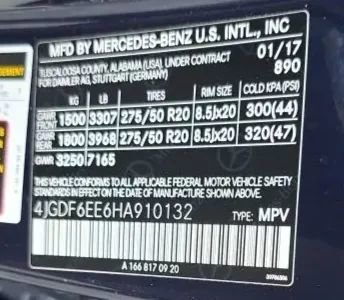 MFD BY MERCEDES-BENZ U.S. INTL., INC
TUSCALOOSA COUNTY, ALABAMA (USA), UNDER CONTRACT 01/17
FOR DAIMLER AG, STUTTGART (GERMANY) 890
KG LB TIRES RIM SIZE COLD KPA(PSI)
GAWR FRONT 1500 3307 275/50 R20 8.5Jx20 300(44)
GAWR REAR 1800 3968 275/50 R20 8.5Jx20 320(47)
GWR 3250 7165
THIS VEHICLE CONFORMS TO ALL APPLICABLE FEDERAL MOTOR VEHICLE SAFETY
STANDARDS IN EFFECT ON THE DATE OF MANUFACTURE SHOWN ABOVE.
4JGDF6EE6HA910132 TYPE: MPV
A 166 817 09 20